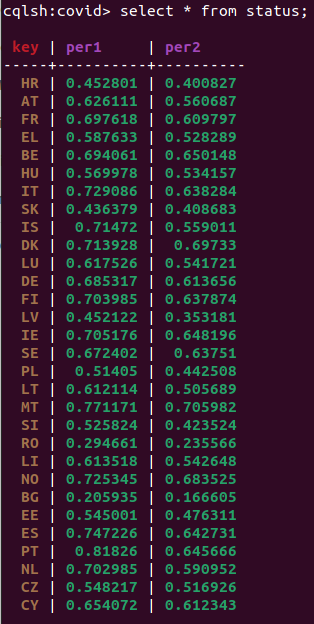 cqlsh:covid> select * from status;
key | per1 | per2
-----+----------+----------
HR | 0.452801 | 0.400827
AT | 0.626111 | 0.560687
FR | 0.697618 | 0.609797
EL | 0.587633 | 0.528289
BE | 0.694061 | 0.650148
HU | 0.569978 | 0.534157
IT | 0.729086 | 0.638284
SK | 0.436379 | 0.408683
IS | 0.71472 | 0.559011
DK | 0.713928 | 0.69733
LU | 0.617526 | 0.541721
DE | 0.685317 | 0.613656
FI | 0.703985 | 0.637874
LV | 0.452122 | 0.353181
IE | 0.705176 | 0.648196
SE | 0.672402 | 0.63751
PL | 0.51405 | 0.442508
LT | 0.612114 | 0.505689
MT | 0.771171 | 0.705982
SI | 0.525824 | 0.423524
RO | 0.294661 | 0.235566
LI | 0.613518 | 0.542648
NO | 0.725345 | 0.683525
BG | 0.205935 | 0.166605
EE | 0.545001 | 0.476311
ES | 0.747226 | 0.642731
PT | 0.81826 | 0.645666
NL | 0.702985 | 0.590952
CZ | 0.548217 | 0.516926
CY | 0.654072 | 0.612343